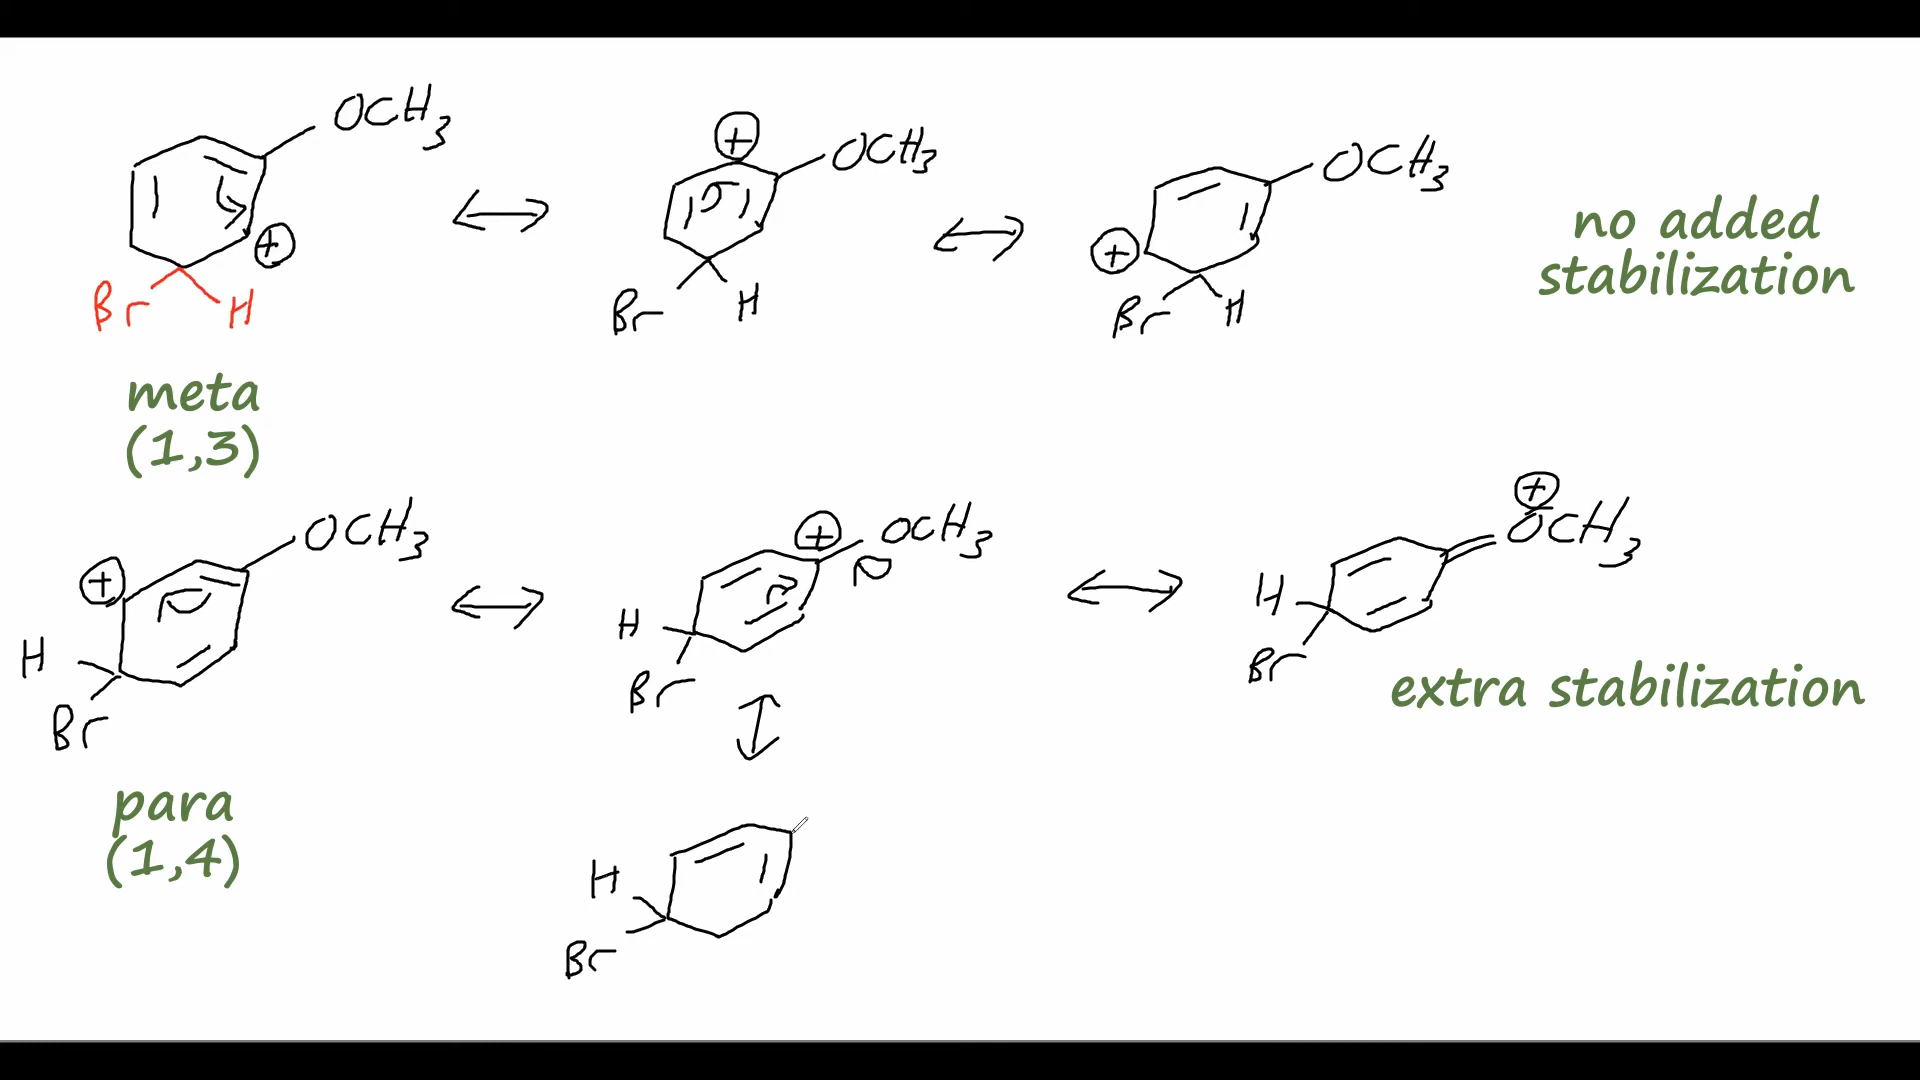 OCH3
⊕
Br H
⊕
OCH3
Br H
OCH3
⊕
Br H
no added
stabilization
meta
(1,3)
OCH3
⊕
H
Br
⊕ OCH3
H
Br
⊕
OCH3
H
Br
extra stabilization
para
(1,4)
H
Br